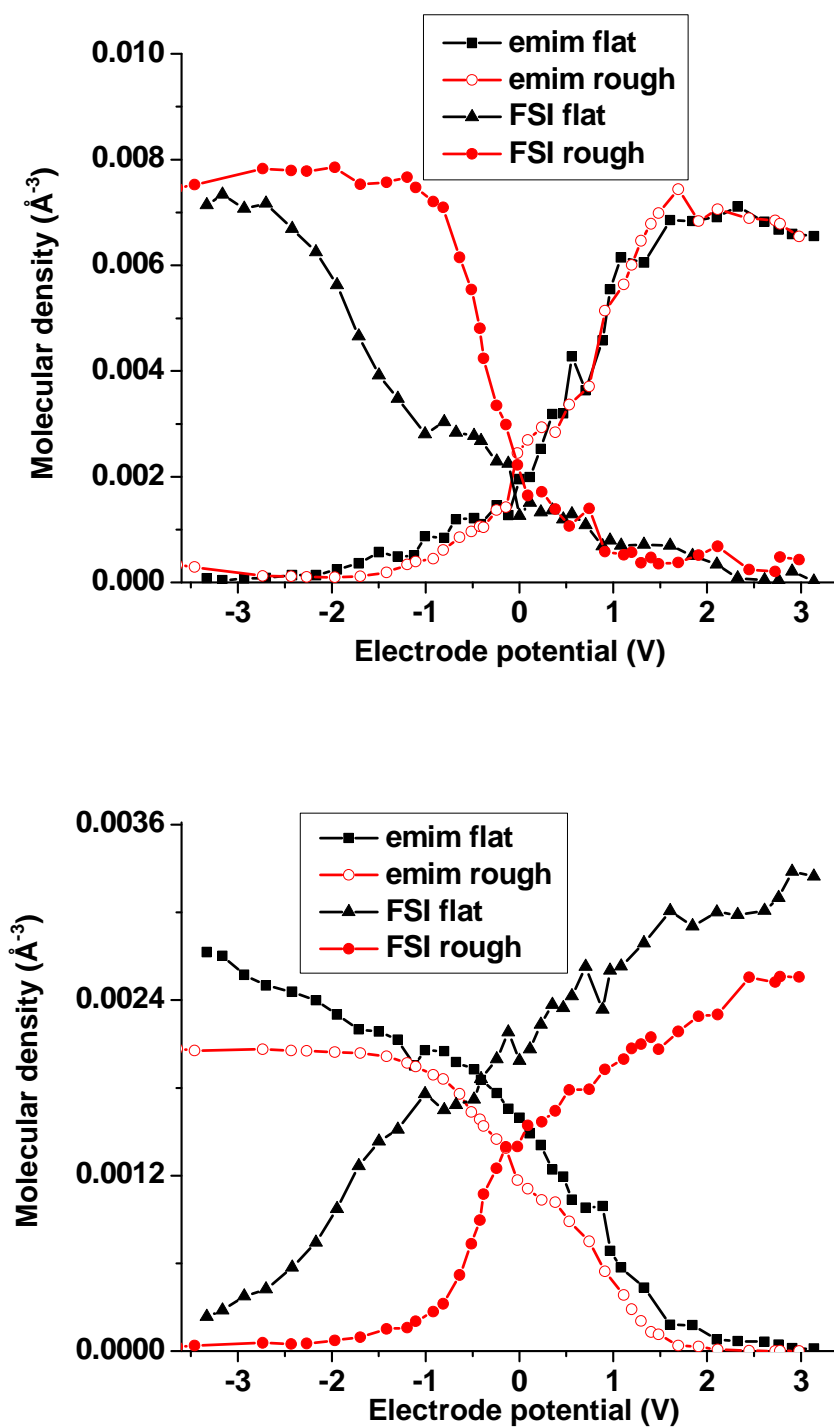 emim flat
emim rough
FSI flat
FSI rough
0.010
0.008
0.006
0.004
0.002
0.000
Molecular density (Å⁻³)
-3 -2 -1 0 1 2 3
Electrode potential (V)
emim flat
emim rough
FSI flat
FSI rough
0.0036
0.0024
0.0012
0.0000
Molecular density (Å⁻³)
-3 -2 -1 0 1 2 3
Electrode potential (V)